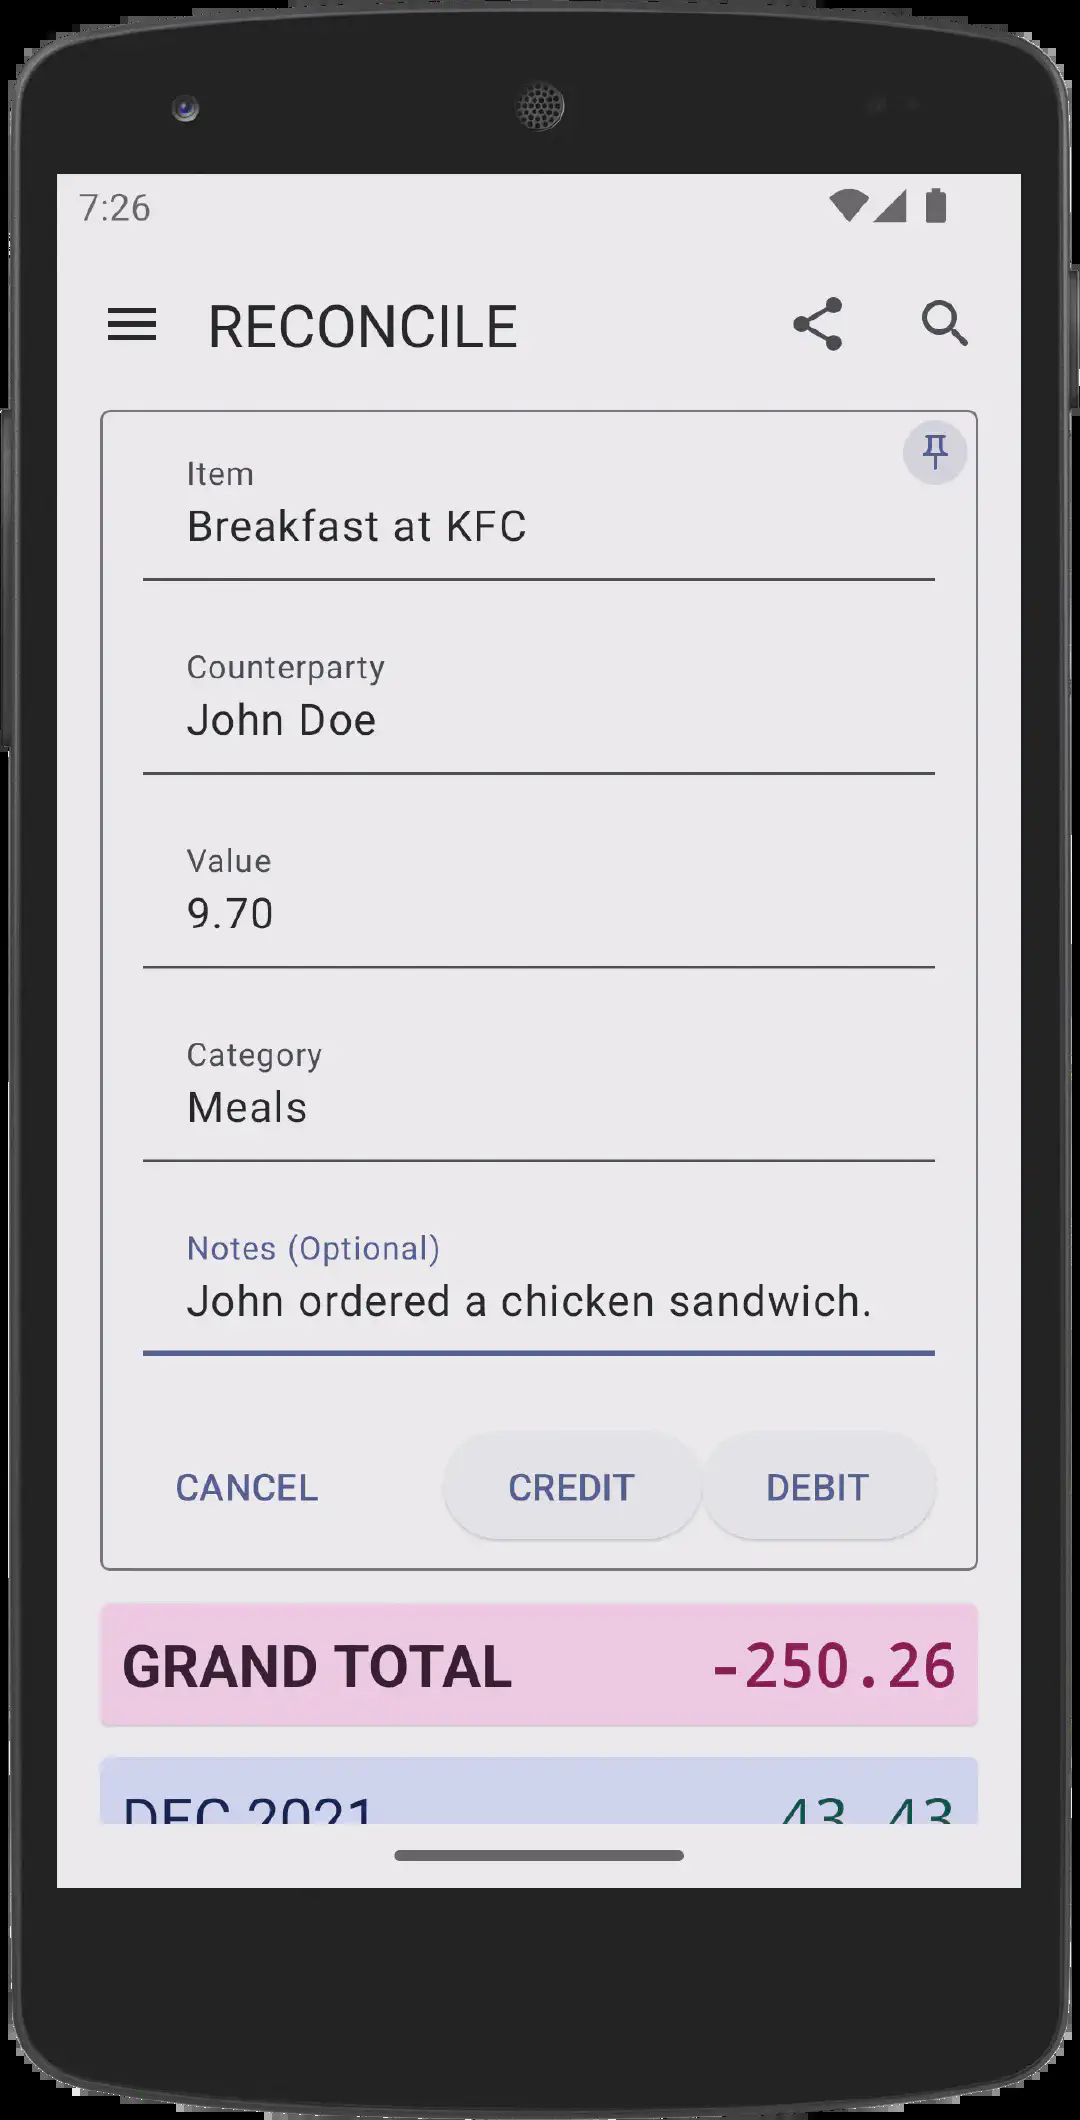 7:26
RECONCILE
Item
Breakfast at KFC
Counterparty
John Doe
Value
9.70
Category
Meals
Notes (Optional)
John ordered a chicken sandwich.
CANCEL CREDIT DEBIT
GRAND TOTAL -250.26
DEC 2021 43.43